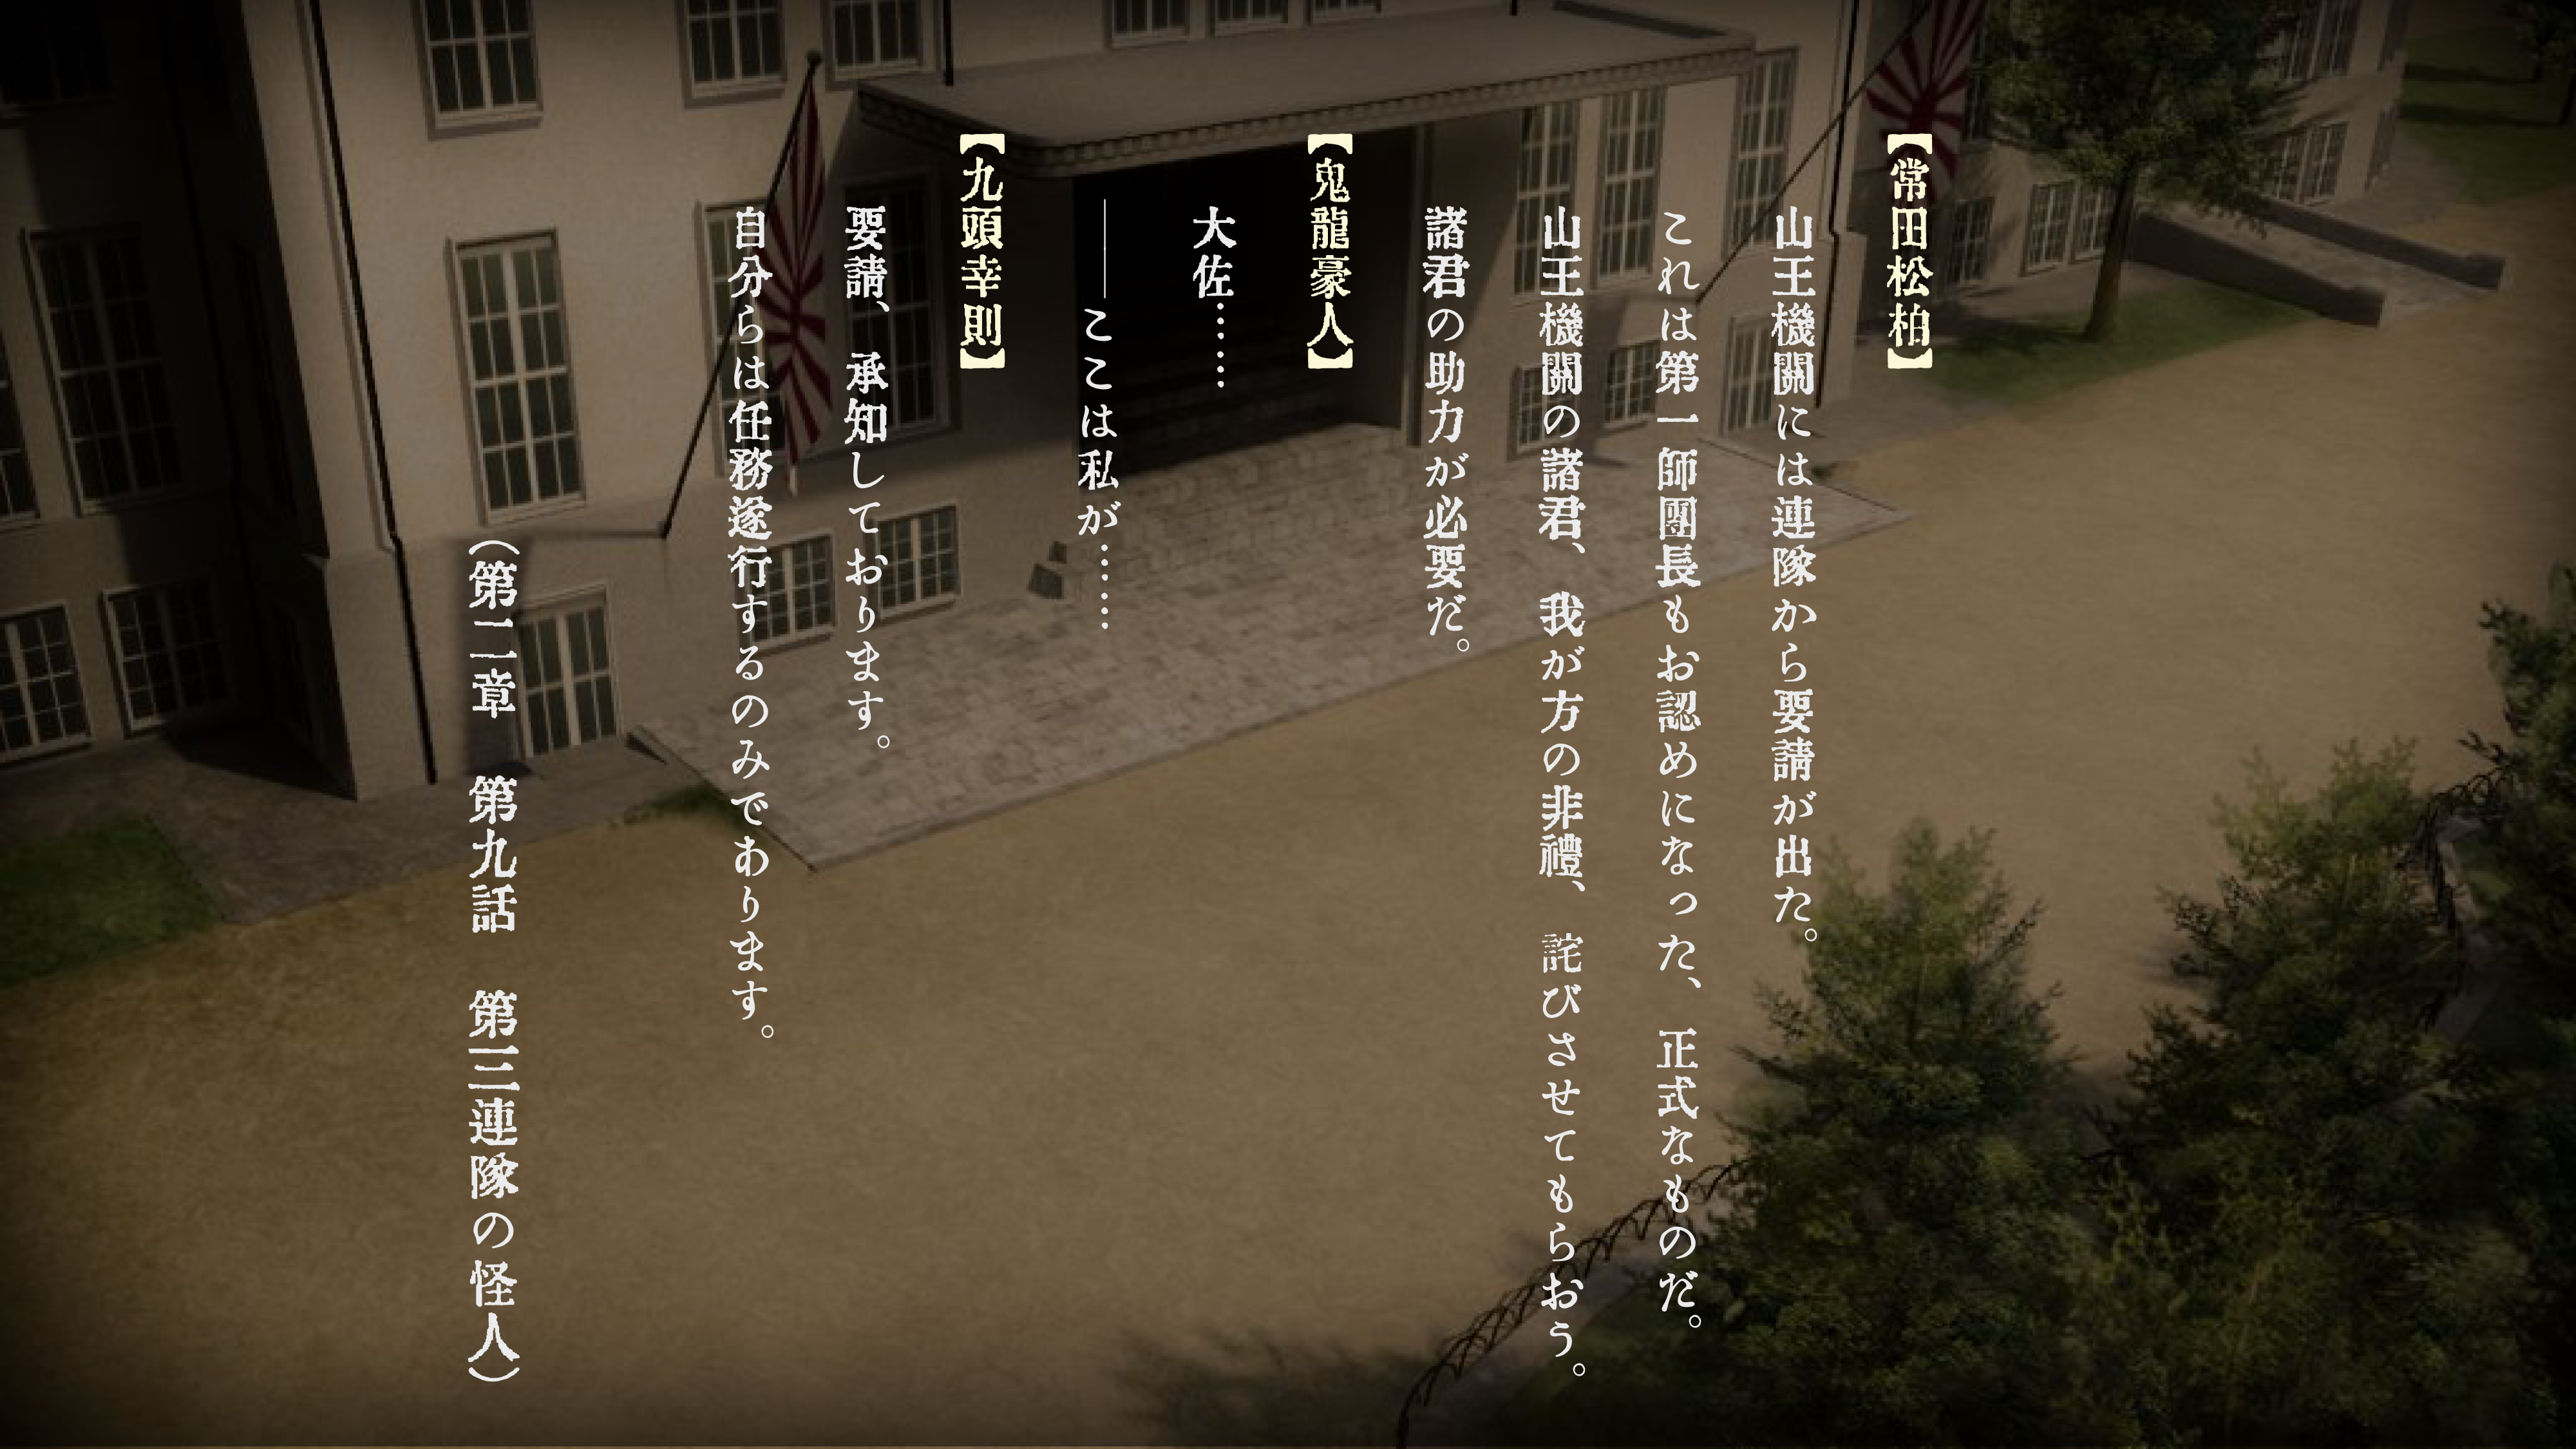 【常田松柏】
山王機關には連隊から要請が出た。
これは第一師團長もお認めになった、正式なものだ。
山王機關の諸君、我が方の非禮、詫びさせてもらおう。
諸君の助力が必要だ。
【鬼龍豪人】
大佐……
――ここは私が……
【九頭幸則】
要請、承知しております。
自分らは任務遂行するのみであります。
（第二章　第九話　第三連隊の怪人）